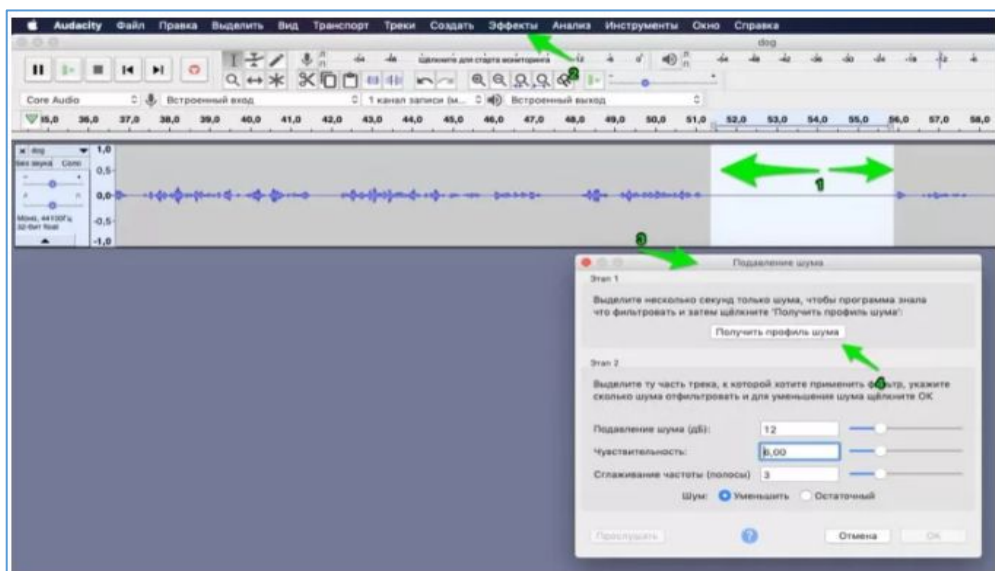 Audacity Файл Правка Выделить Вид Транспорт Треки Создать Эффекты Анализ Инструменты Окно Справка
dog
Щёлкните для старта мониторинга
2
Core Audio Встроенный вход 1 канал записи (м... Встроенный выход
35,0 36,0 37,0 38,0 39,0 40,0 41,0 42,0 43,0 44,0 45,0 46,0 47,0 48,0 49,0 50,0 51,0 52,0 53,0 54,0 55,0 56,0 57,0 58,0
dog 1,0
Без звука Соло 0,5
1
0,0
Моно, 44100Гц -0,5
32-бит float
-1,0
3
Подавление шума
Этап 1
Выделите несколько секунд только шума, чтобы программа знала
что фильтровать и затем щёлкните 'Получить профиль шума':
Получить профиль шума
4
Этап 2
Выделите ту часть трека, к которой хотите применить фильтр, укажите
сколько шума отфильтровать и для уменьшения шума щёлкните OK
Подавление шума (дБ): 12
Чувствительность: 6,00
Сглаживание частоты (полосы) 3
Шум: Уменьшить Остаточный
Прослушать ? Отмена OK